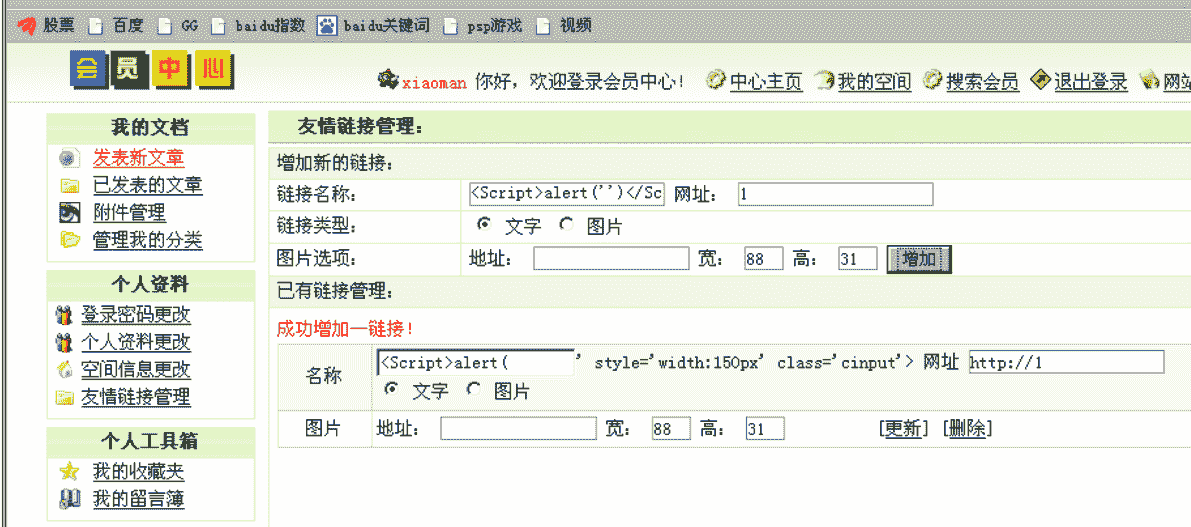 股票 百度 GG baidu指数 baidu关键词 psp游戏 视频
会员中心
xiaoman 你好，欢迎登录会员中心！ 中心主页 我的空间 搜索会员 退出登录 网站
我的文档
发表新文章
已发表的文章
附件管理
管理我的分类
个人资料
登录密码更改
个人资料更改
空间信息更改
友情链接管理
个人工具箱
我的收藏夹
我的留言簿
友情链接管理：
增加新的链接：
链接名称： <Script>alert('')</Sc 网址： 1
链接类型： 文字 图片
图片选项： 地址： 宽： 88 高： 31 增加
已有链接管理：
成功增加一链接！
名称 <Script>alert( ' style='width:150px' class='cinput'> 网址 http://1
文字 图片
图片 地址： 宽： 88 高： 31 [更新] [删除]